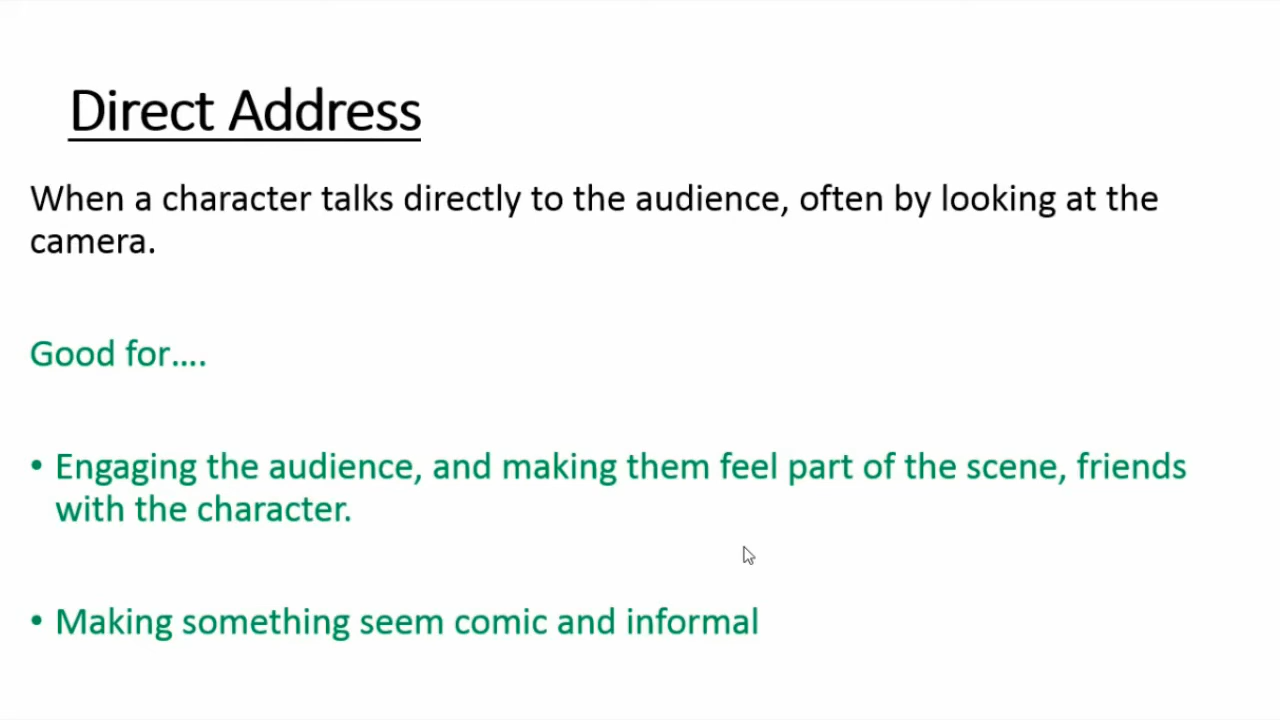 Direct Address
When a character talks directly to the audience, often by looking at the
camera.
Good for....
• Engaging the audience, and making them feel part of the scene, friends
with the character.
• Making something seem comic and informal